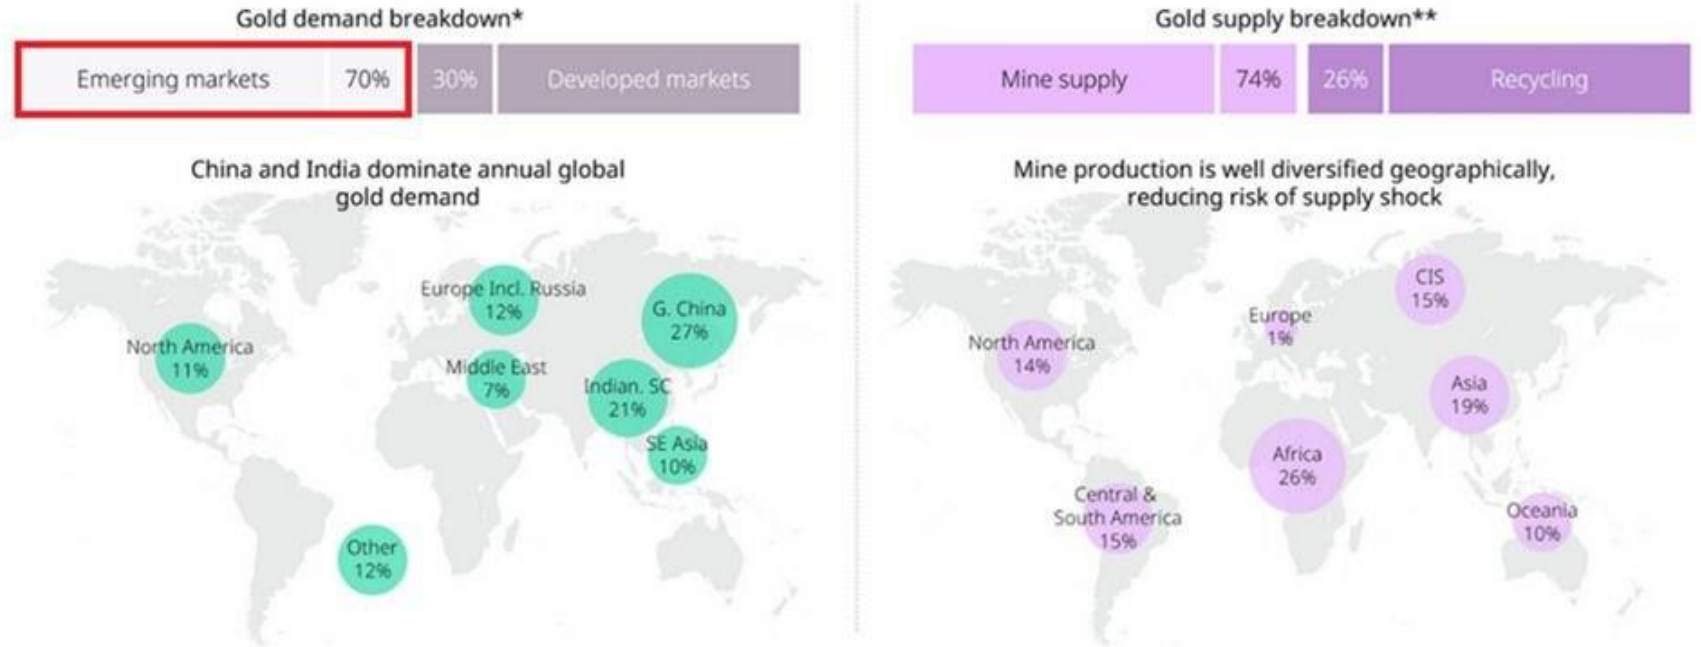 Gold demand breakdown*
Emerging markets 70% 30% Developed markets
China and India dominate annual global
gold demand
Europe Incl. Russia
12%
G. China
27%
North America
11%
Middle East
7%
Indian. SC
21%
SE Asia
10%
Other
12%
Gold supply breakdown**
Mine supply 74% 26% Recycling
Mine production is well diversified geographically,
reducing risk of supply shock
CIS
15%
Europe
1%
North America
14%
Asia
19%
Africa
26%
Central &
South America
15%
Oceania
10%